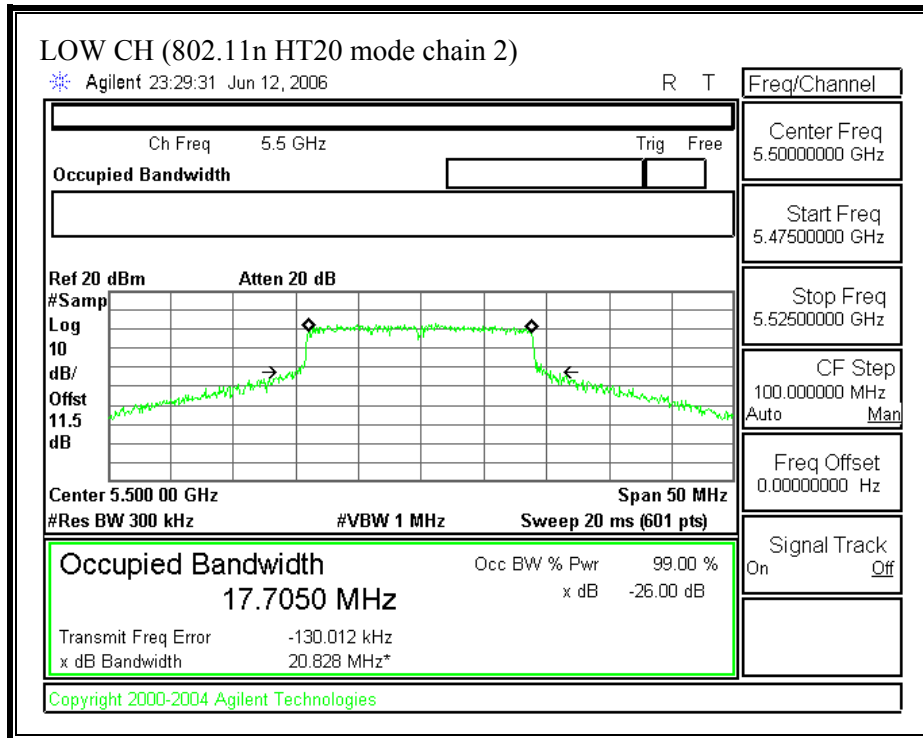 LOW CH (802.11n HT20 mode chain 2)
Agilent 23:29:31 Jun 12, 2006 R T
Freq/Channel
Ch Freq 5.5 GHz Trig Free
Occupied Bandwidth
Center Freq
5.50000000 GHz
Start Freq
5.47500000 GHz
Stop Freq
5.52500000 GHz
CF Step
100.000000 MHz
Auto Man
Freq Offset
0.00000000 Hz
Signal Track
On Off
Ref 20 dBm Atten 20 dB
#Samp
Log
10
dB/
Offst
11.5
dB
Center 5.500 00 GHz Span 50 MHz
#Res BW 300 kHz #VBW 1 MHz Sweep 20 ms (601 pts)
Occupied Bandwidth Occ BW % Pwr 99.00 %
17.7050 MHz x dB -26.00 dB
Transmit Freq Error -130.012 kHz
x dB Bandwidth 20.828 MHz*
Copyright 2000-2004 Agilent Technologies